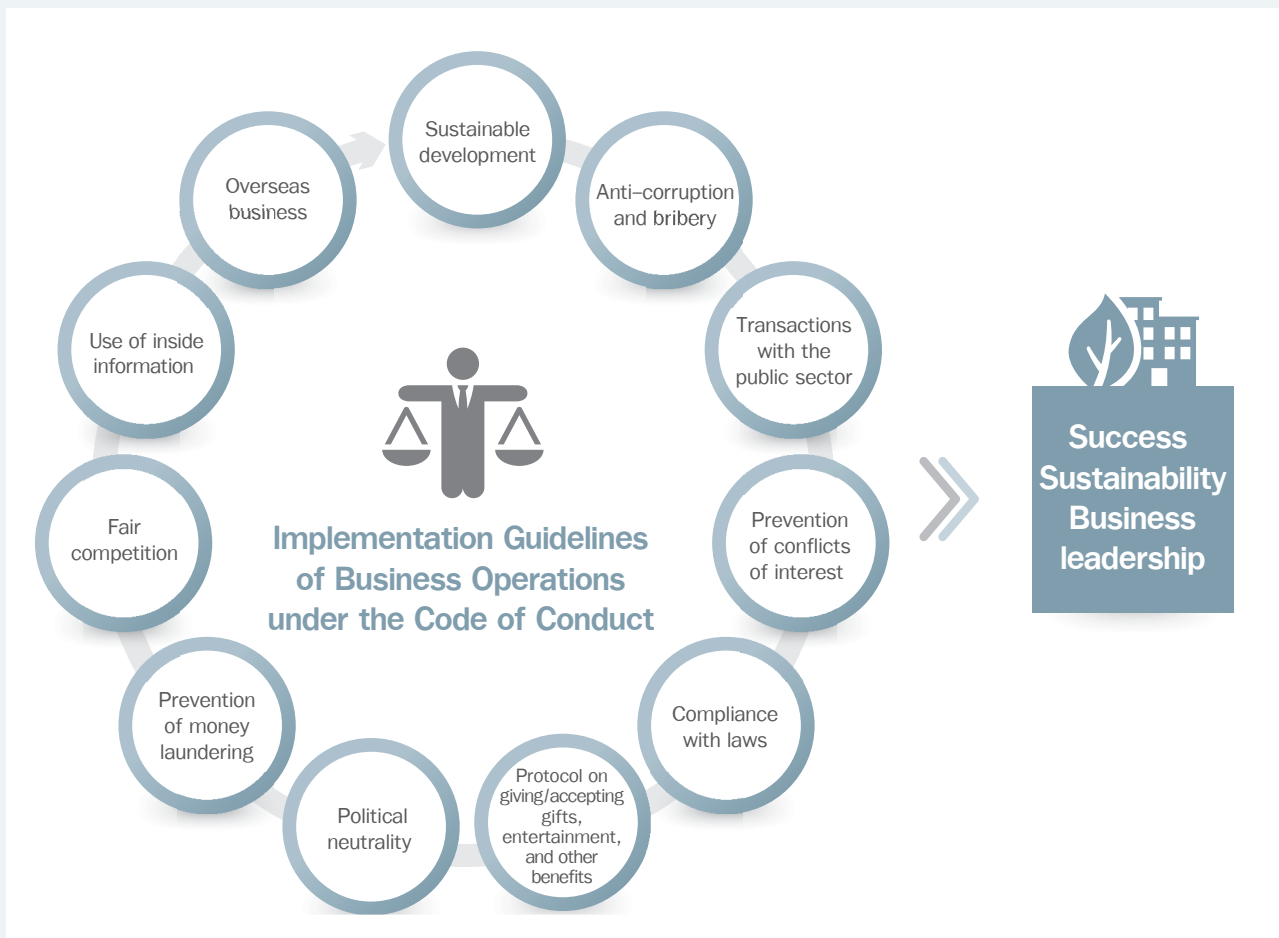 Sustainable
development
Anti–corruption
and bribery
Transactions
with the
public sector
Prevention
of conflicts
of interest
Compliance
with laws
Protocol on
giving/accepting
gifts,
entertainment,
and other
benefits
Political
neutrality
Prevention
of money
laundering
Fair
competition
Use of inside
information
Overseas
business
Implementation Guidelines
of Business Operations
under the Code of Conduct
Success
Sustainability
Business
leadership